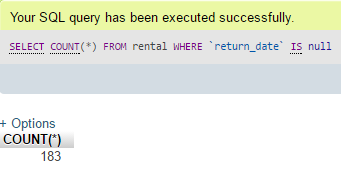 Your SQL query has been executed successfully.
SELECT COUNT(*) FROM rental WHERE `return_date` IS null
+ Options
COUNT(*)
183